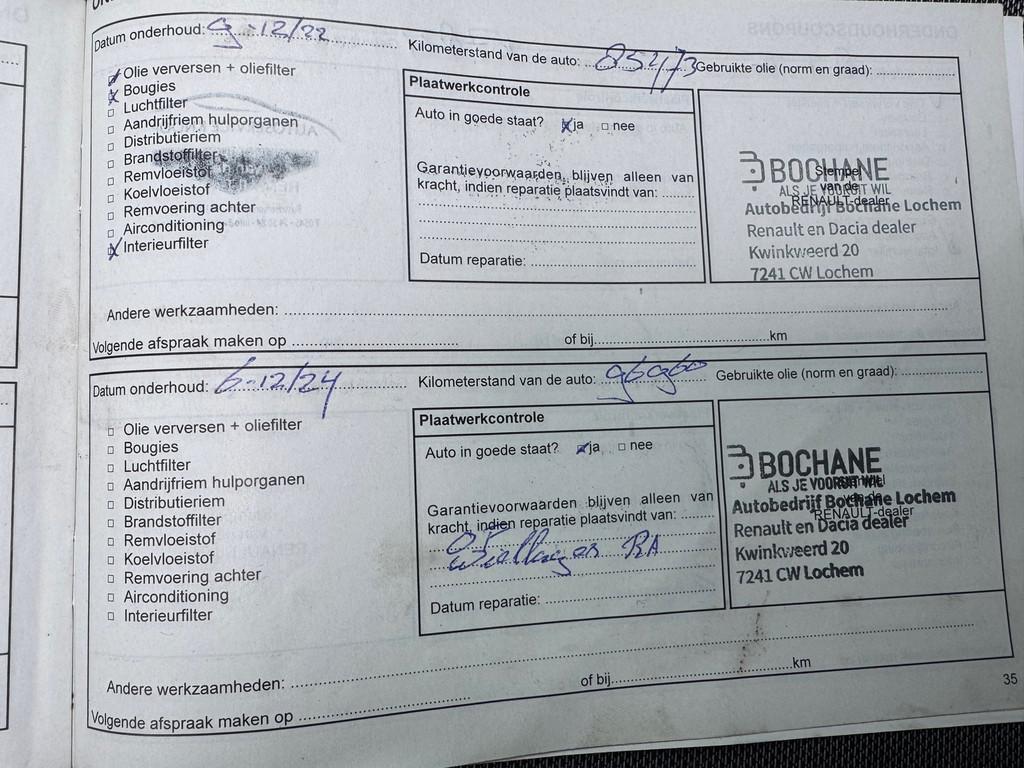 Datum onderhoud: 9-12/22 Kilometerstand van de auto: 85473 Gebruikte olie (norm en graad):
Olie verversen + oliefilter
Bougies
Luchtfilter
Aandrijfriem hulporganen
Distributieriem
Brandstoffilter
Remvloeistof
Koelvloeistof
Remvoering achter
Airconditioning
Interieurfilter
Plaatwerkcontrole
Auto in goede staat? ja nee
Garantievoorwaarden blijven alleen van
kracht, indien reparatie plaatsvindt van:
Datum reparatie:
BOCHANE
Stempel
ALS JE VOORUIT WIL
van de
RENAULT-dealer
Autobedrijf Bochane Lochem
Renault en Dacia dealer
Kwinkweerd 20
7241 CW Lochem
Andere werkzaamheden:
Volgende afspraak maken op of bij km
Datum onderhoud: 6-12/24 Kilometerstand van de auto: 96960 Gebruikte olie (norm en graad):
Olie verversen + oliefilter
Bougies
Luchtfilter
Aandrijfriem hulporganen
Distributieriem
Brandstoffilter
Remvloeistof
Koelvloeistof
Remvoering achter
Airconditioning
Interieurfilter
Plaatwerkcontrole
Auto in goede staat? ja nee
Garantievoorwaarden blijven alleen van
kracht, indien reparatie plaatsvindt van:
RA
Datum reparatie:
BOCHANE
ALS JE VOORUIT WIL
Autobedrijf Bochane Lochem
RENAULT-dealer
Renault en Dacia dealer
Kwinkweerd 20
7241 CW Lochem
Andere werkzaamheden:
Volgende afspraak maken op of bij km
35